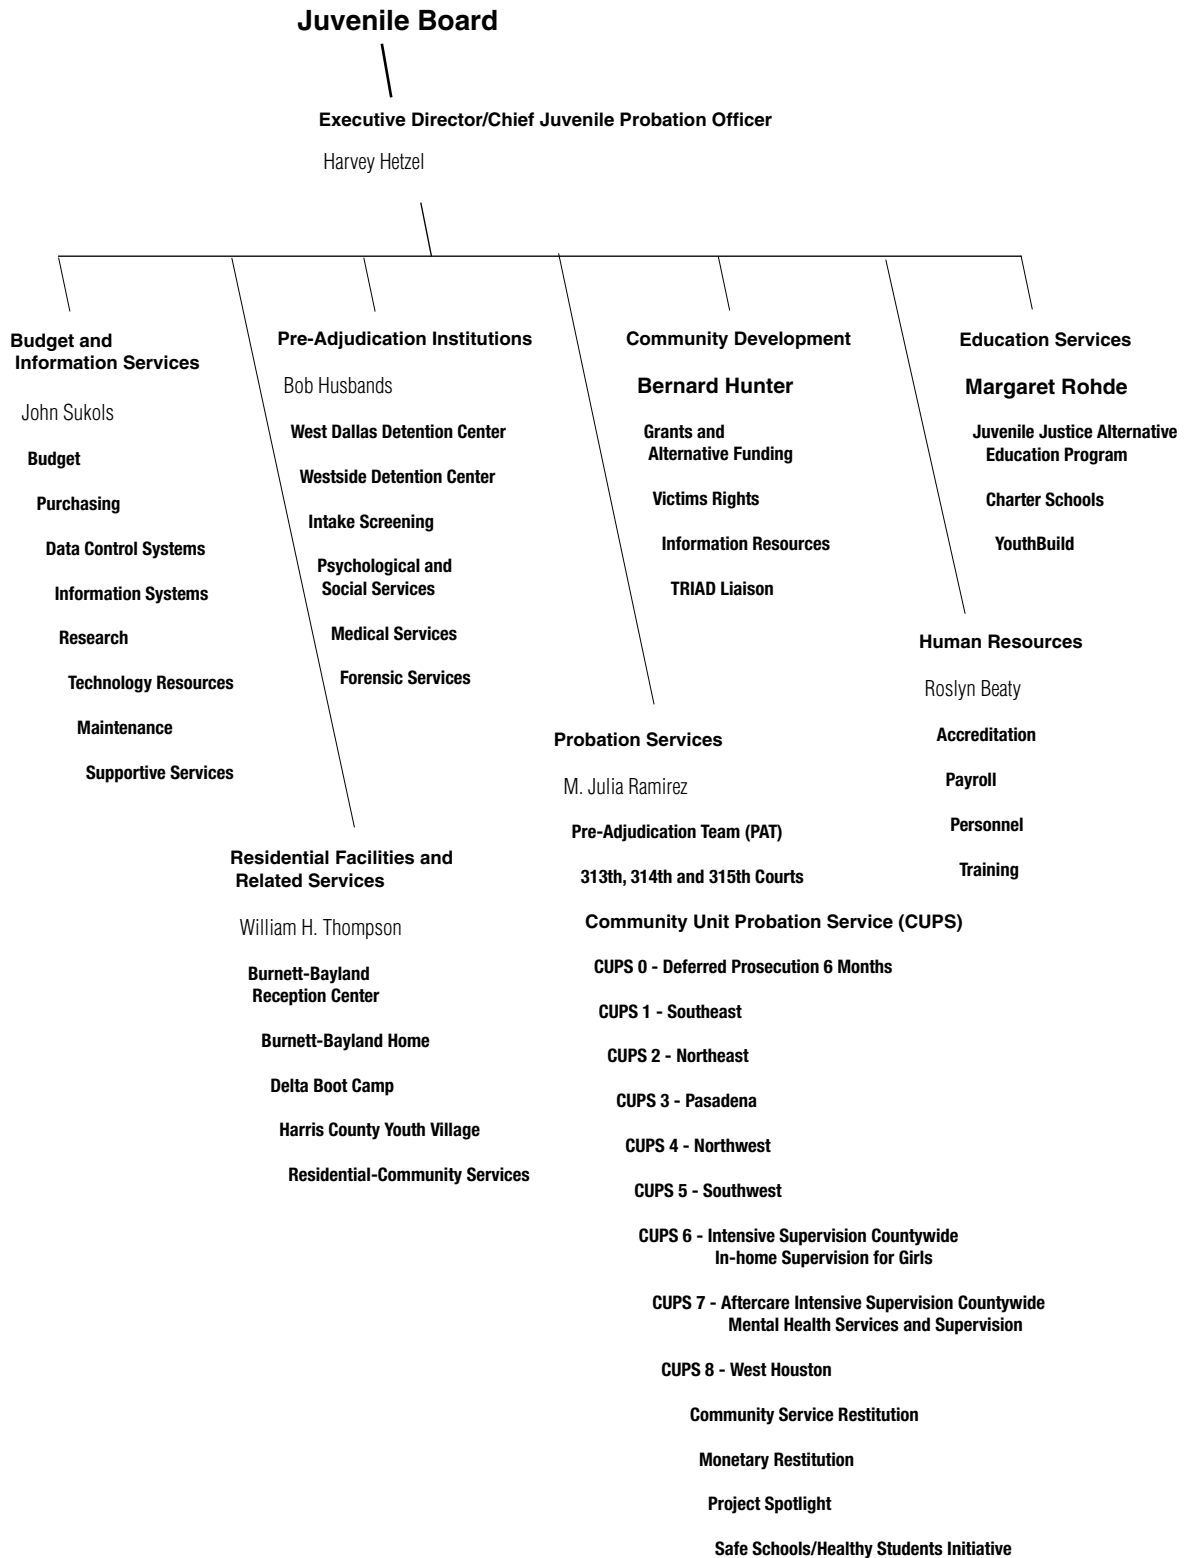 Juvenile Board
Executive Director/Chief Juvenile Probation Officer
Harvey Hetzel
Budget and
Information Services
John Sukols
Budget
Purchasing
Data Control Systems
Information Systems
Research
Technology Resources
Maintenance
Supportive Services
Residential Facilities and
Related Services
William H. Thompson
Burnett-Bayland
Reception Center
Burnett-Bayland Home
Delta Boot Camp
Harris County Youth Village
Residential-Community Services
Pre-Adjudication Institutions
Bob Husbands
West Dallas Detention Center
Westside Detention Center
Intake Screening
Psychological and
Social Services
Medical Services
Forensic Services
Probation Services
M. Julia Ramirez
Pre-Adjudication Team (PAT)
313th, 314th and 315th Courts
Community Unit Probation Service (CUPS)
CUPS 0 - Deferred Prosecution 6 Months
CUPS 1 - Southeast
CUPS 2 - Northeast
CUPS 3 - Pasadena
CUPS 4 - Northwest
CUPS 5 - Southwest
CUPS 6 - Intensive Supervision Countywide
In-home Supervision for Girls
CUPS 7 - Aftercare Intensive Supervision Countywide
Mental Health Services and Supervision
CUPS 8 - West Houston
Community Service Restitution
Monetary Restitution
Project Spotlight
Safe Schools/Healthy Students Initiative
Community Development
Bernard Hunter
Grants and
Alternative Funding
Victims Rights
Information Resources
TRIAD Liaison
Human Resources
Roslyn Beaty
Accreditation
Payroll
Personnel
Training
Education Services
Margaret Rohde
Juvenile Justice Alternative
Education Program
Charter Schools
YouthBuild